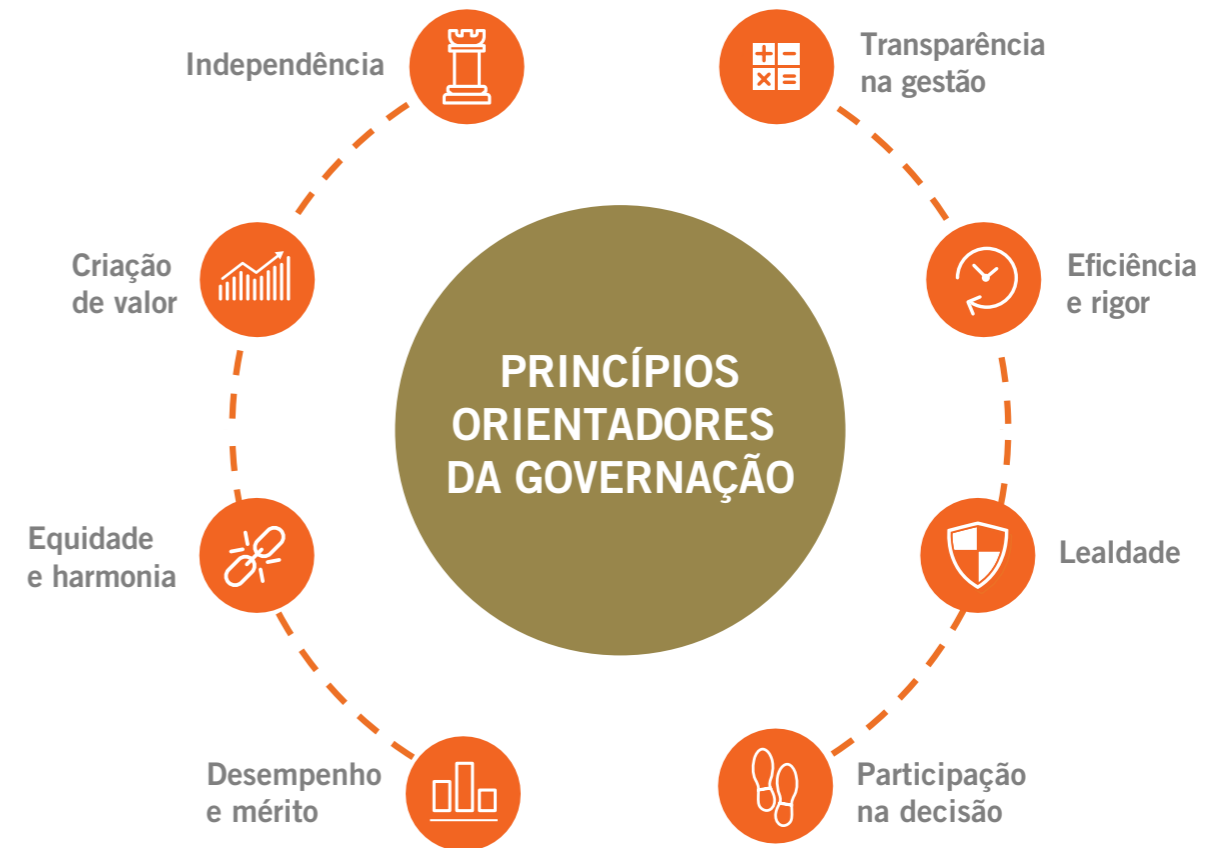 Independência
Transparência
na gestão
Criação
de valor
Eficiência
e rigor
PRINCÍPIOS
ORIENTADORES
DA GOVERNAÇÃO
Equidade
e harmonia
Lealdade
Desempenho
e mérito
Participação
na decisão